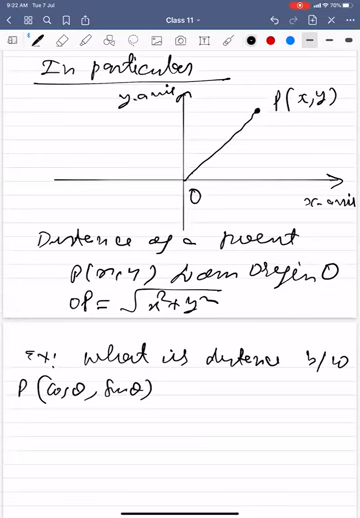 9:22 AM Tue 7 Jul
70%
Class 11
In particular
y-axis
P(x,y)
O
x-axis
Distance of a point
P(x,y) from origin O
OP = √x²+y²
Ex: What is distance b/w
P (cosθ, sinθ)